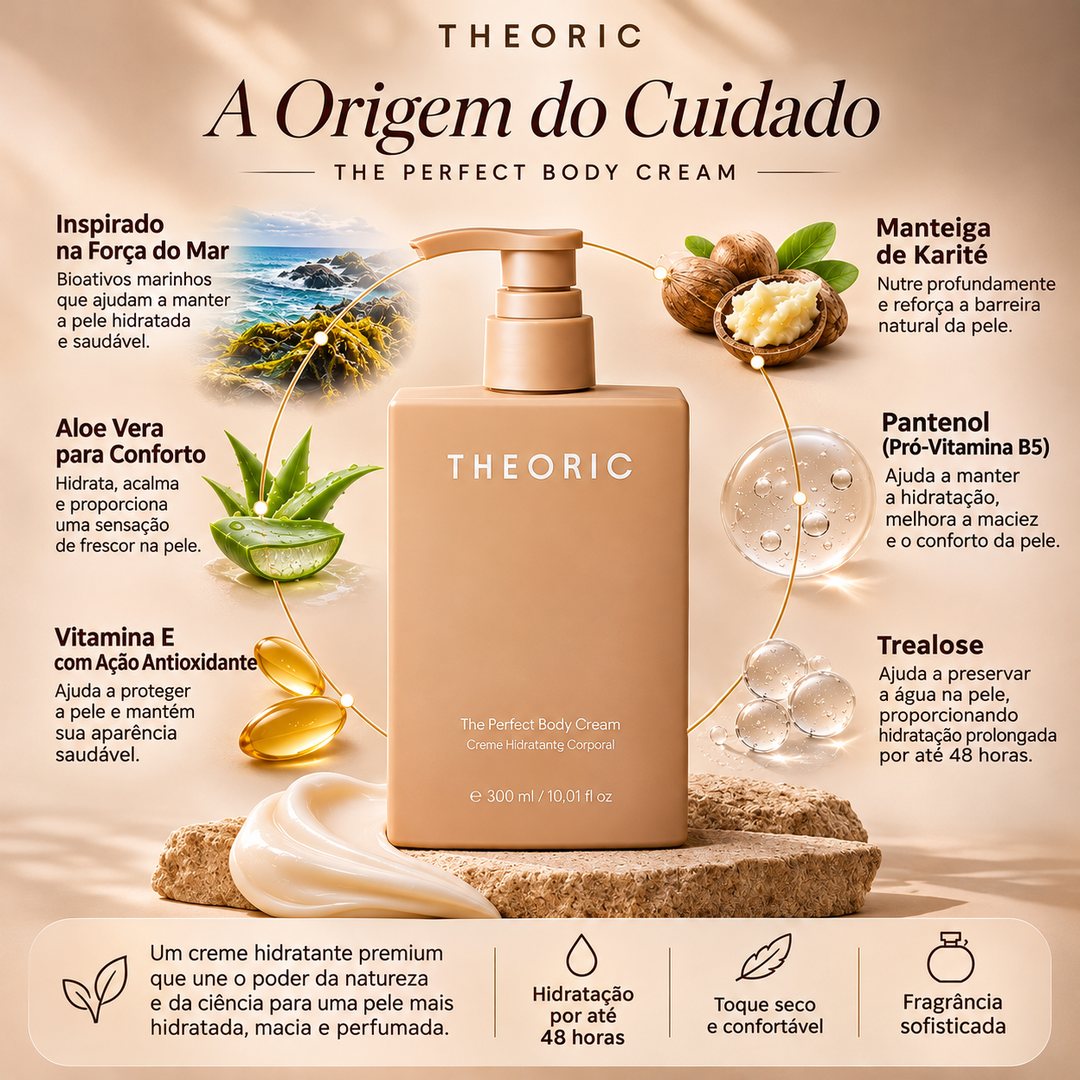 THEORIC
A Origem do Cuidado
THE PERFECT BODY CREAM
Inspirado
na Força do Mar
Bioativos marinhos
que ajudam a manter
a pele hidratada
e saudável.
Aloe Vera
para Conforto
Hidrata, acalma
e proporciona
uma sensação
de frescor na pele.
Vitamina E
com Ação Antioxidante
Ajuda a proteger
a pele e mantém
sua aparência
saudável.
Manteiga
de Karité
Nutre profundamente
e reforça a barreira
natural da pele.
Pantenol
(Pró-Vitamina B5)
Ajuda a manter
a hidratação,
melhora a maciez
e o conforto da pele.
Trealose
Ajuda a preservar
a água na pele,
proporcionando
hidratação prolongada
por até 48 horas.
THEORIC
The Perfect Body Cream
Creme Hidratante Corporal
℮ 300 ml / 10,01 fl oz
Um creme hidratante premium
que une o poder da natureza
e da ciência para uma pele mais
hidratada, macia e perfumada.
Hidratação
por até
48 horas
Toque seco
e confortável
Fragrância
sofisticada